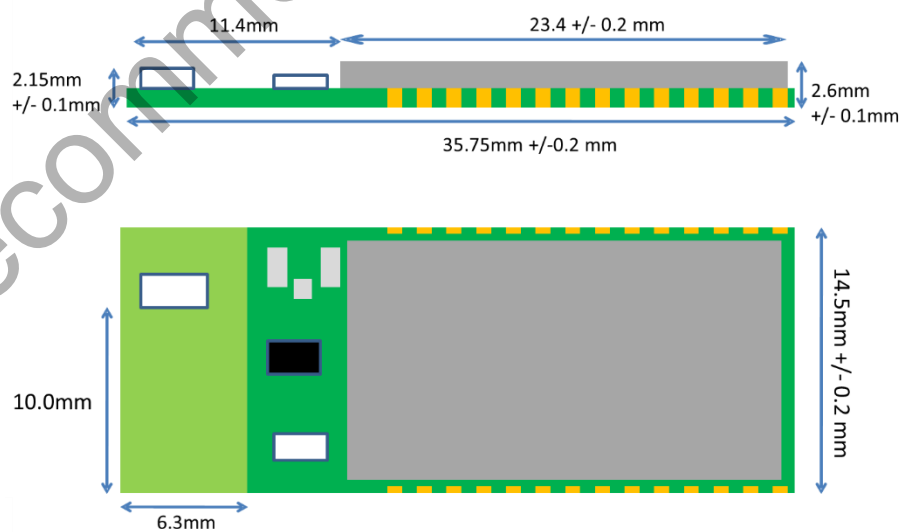 11.4mm
23.4 +/- 0.2 mm
2.15mm
+/- 0.1mm
2.6mm
+/- 0.1mm
35.75mm +/-0.2 mm
14.5mm +/- 0.2 mm
10.0mm
6.3mm
ecomme